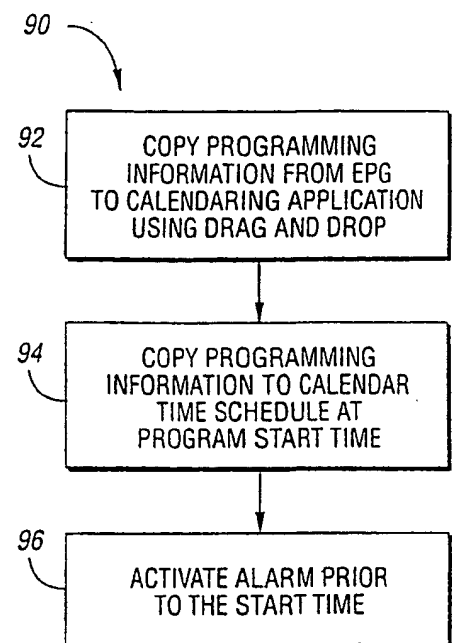 90
92
COPY PROGRAMMING
INFORMATION FROM EPG
TO CALENDARING APPLICATION
USING DRAG AND DROP
94
COPY PROGRAMMING
INFORMATION TO CALENDAR
TIME SCHEDULE AT
PROGRAM START TIME
96
ACTIVATE ALARM PRIOR
TO THE START TIME